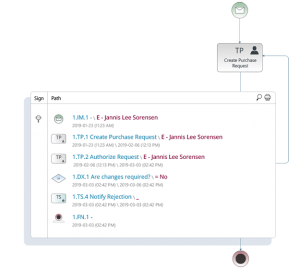 TP
Create Purchase
Request
Sign Path
1.IM.1 - \ E - Jannis Lee Sorensen
2019-01-23 (11:23 AM)
TP 1.TP.1 Create Purchase Request \ E - Jannis Lee Sorensen
2019-01-23 (11:23 AM) \ 2019-02-06 (12:13 PM)
TP 1.TP.2 Authorize Request \ E - Jannis Lee Sorensen
2019-02-06 (12:13 PM) \ 2019-03-03 (02:42 PM)
1.DX.1 Are changes required? \ = No
2019-03-03 (02:42 PM) \ 2019-03-06 (02:42 PM)
TS 1.TS.4 Notify Rejection \ _
2019-03-03 (02:42 PM) \ 2019-03-03 (02:42 PM)
1.FN.1 -
2019-03-03 (02:42 PM)